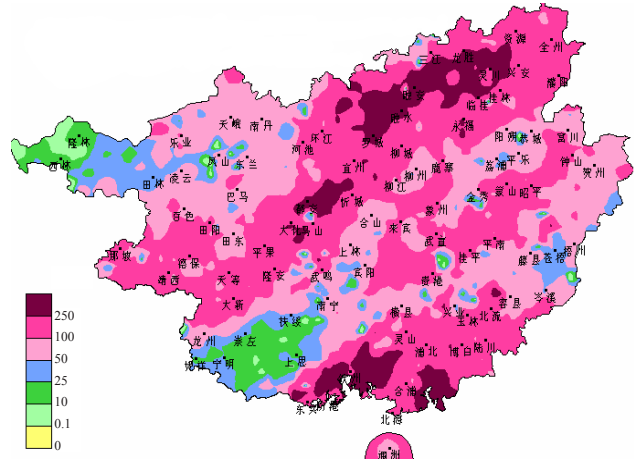 资源
全州
三江
龙胜
灵川
兴安
灌阳
融安
临桂
桂林
融水
永福
天峨
南丹
隆林
乐业
环江
罗城
阳朔
恭城
富川
西林
凤山
东兰
河池
宜州
柳城
鹿寨
荔浦
平乐
钟山
贺州
田林
凌云
柳江
柳州
巴马
都安
忻城
象州
金秀
蒙山
昭平
百色
田阳
田东
大化
马山
合山
来宾
武宣
平南
梧州
那坡
德保
平果
上林
桂平
藤县
苍梧
靖西
天等
隆安
武鸣
宾阳
贵港
大新
南宁
横县
兴业
玉林
北流
容县
岑溪
扶绥
龙州
崇左
灵山
浦北
博白
陆川
凭祥
宁明
上思
钦州
东兴
防港
合浦
北海
涠洲
250
100
50
25
10
0.1
0